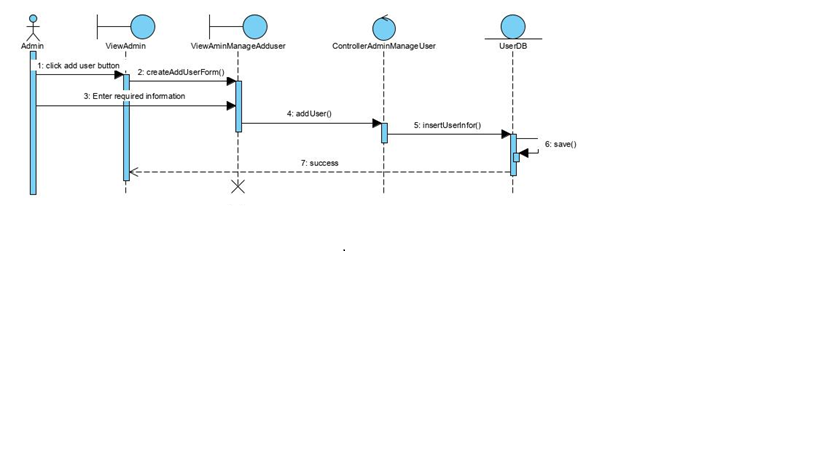 Admin
ViewAdmin
ViewAminManageAdduser
ControllerAdminManageUser
UserDB
1: click add user button
2: createAddUserForm()
3: Enter required information
4: addUser()
5: insertUserInfor()
6: save()
7: success